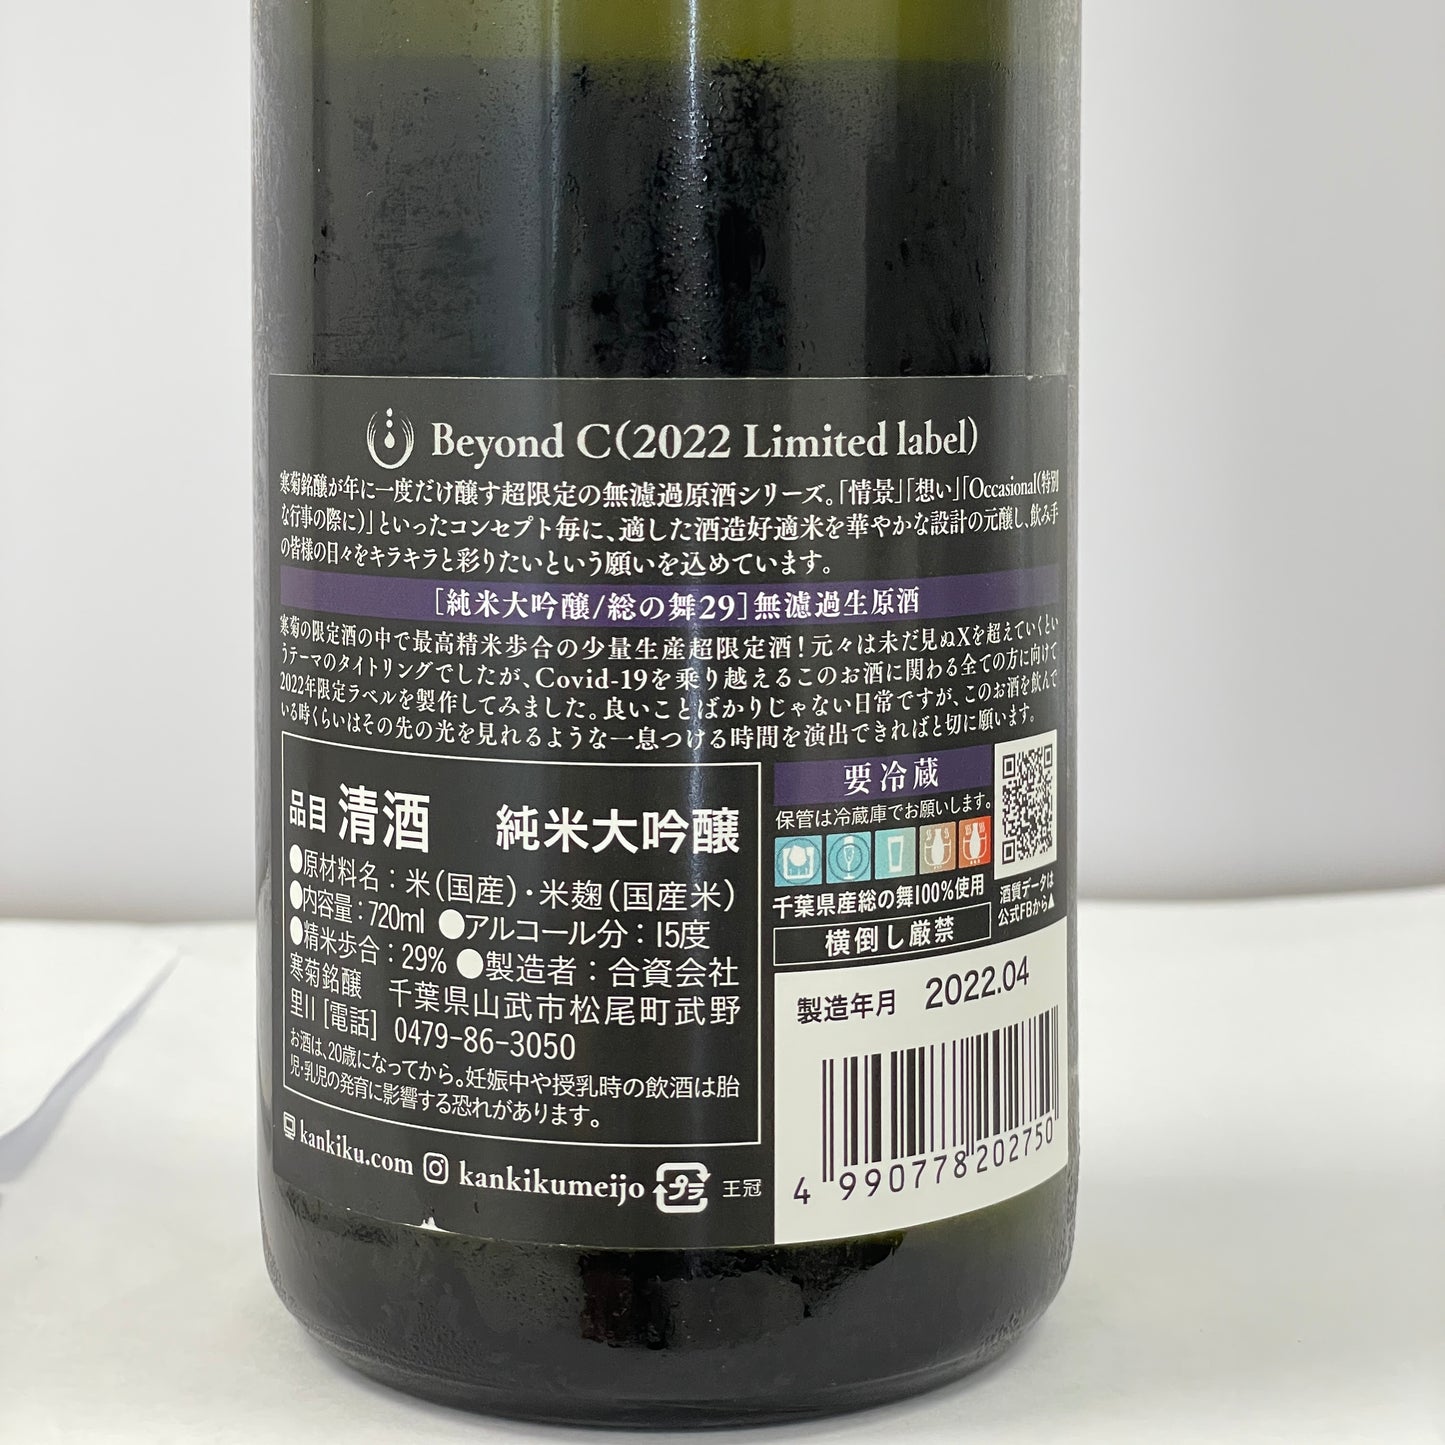 Beyond C(2022 Limited label)
寒菊銘醸が年に一度だけ醸す超限定の無濾過原酒シリーズ。「情景」「想い」「Occasional(特別
な行事の際に)」といったコンセプト毎に、適した酒造好適米を華やかな設計の元醸し、飲み手
の皆様の日々をキラキラと彩りたいという願いを込めています。
[純米大吟醸/総の舞29]無濾過生原酒
寒菊の限定酒の中で最高精米歩合の少量生産超限定酒!元々は未だ見ぬXを超えていくとい
うテーマのタイトリングでしたが、Covid-19を乗り越えるこのお酒に関わる全ての方に向けて
2022年限定ラベルを製作してみました。良いことばかりじゃない日常ですが、このお酒を飲んで
いる時くらいはその先の光を見れるような一息つける時間を演出できればと切に願います。
品目 清酒 純米大吟醸
●原材料名:米(国産)・米麹(国産米)
●内容量:720ml ●アルコール分:15度
●精米歩合:29% ●製造者:合資会社
寒菊銘醸 千葉県山武市松尾町武野
里11 [電話] 0479-86-3050
お酒は、20歳になってから。妊娠中や授乳時の飲酒は胎
児・乳児の発育に影響する恐れがあります。
kankiku.com kankikumeijo プラ 王冠
要冷蔵
保管は冷蔵庫でお願いします。
千葉県産総の舞100%使用
横倒し厳禁
酒質データは
公式FBから▲
製造年月 2022.04
4 990778 202750